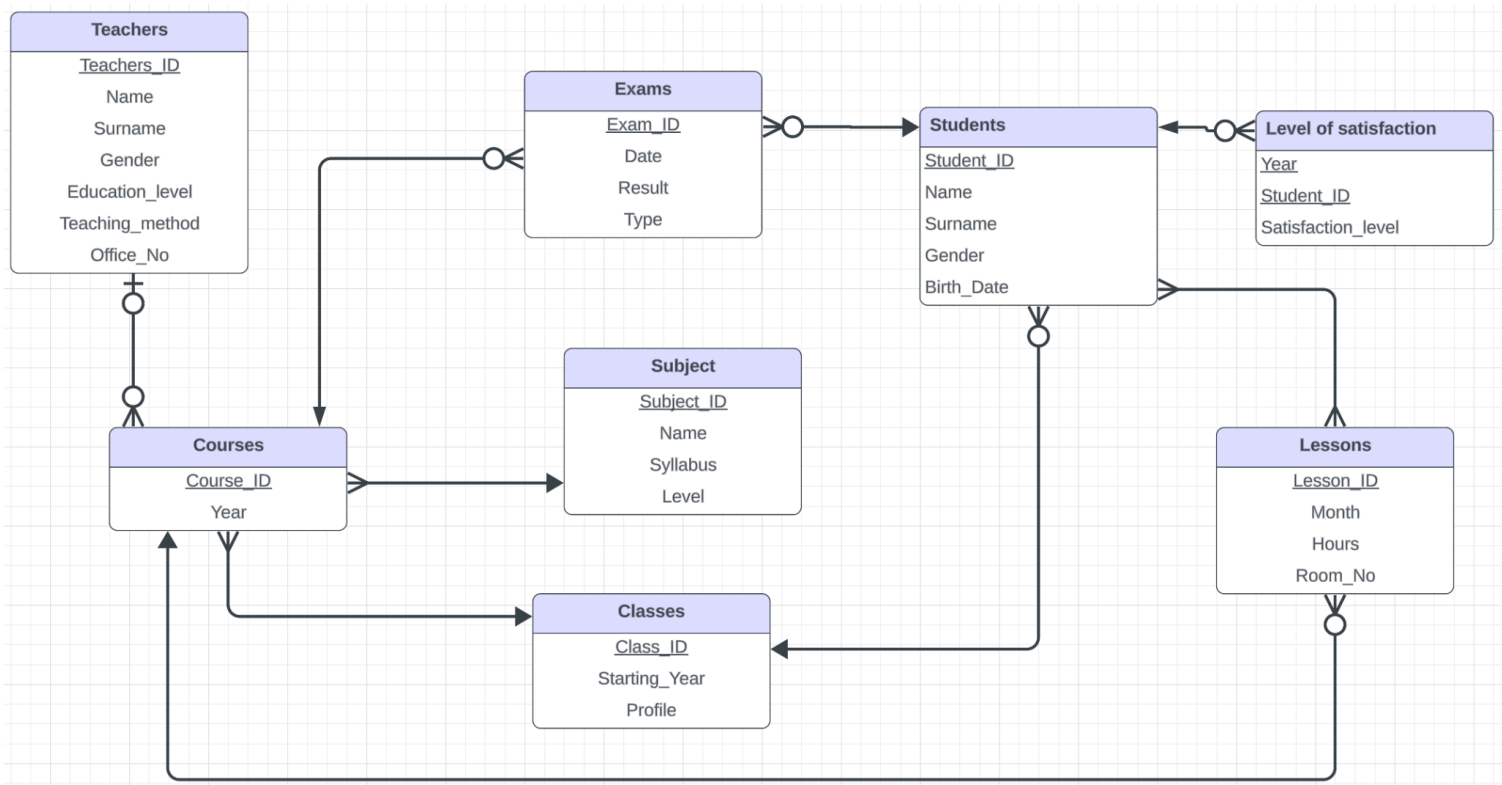 Teachers
Teachers_ID
Name
Surname
Gender
Education_level
Teaching_method
Office_No
Exams
Exam_ID
Date
Result
Type
Students
Student_ID
Name
Surname
Gender
Birth_Date
Level of satisfaction
Year
Student_ID
Satisfaction_level
Subject
Subject_ID
Name
Syllabus
Level
Courses
Course_ID
Year
Lessons
Lesson_ID
Month
Hours
Room_No
Classes
Class_ID
Starting_Year
Profile